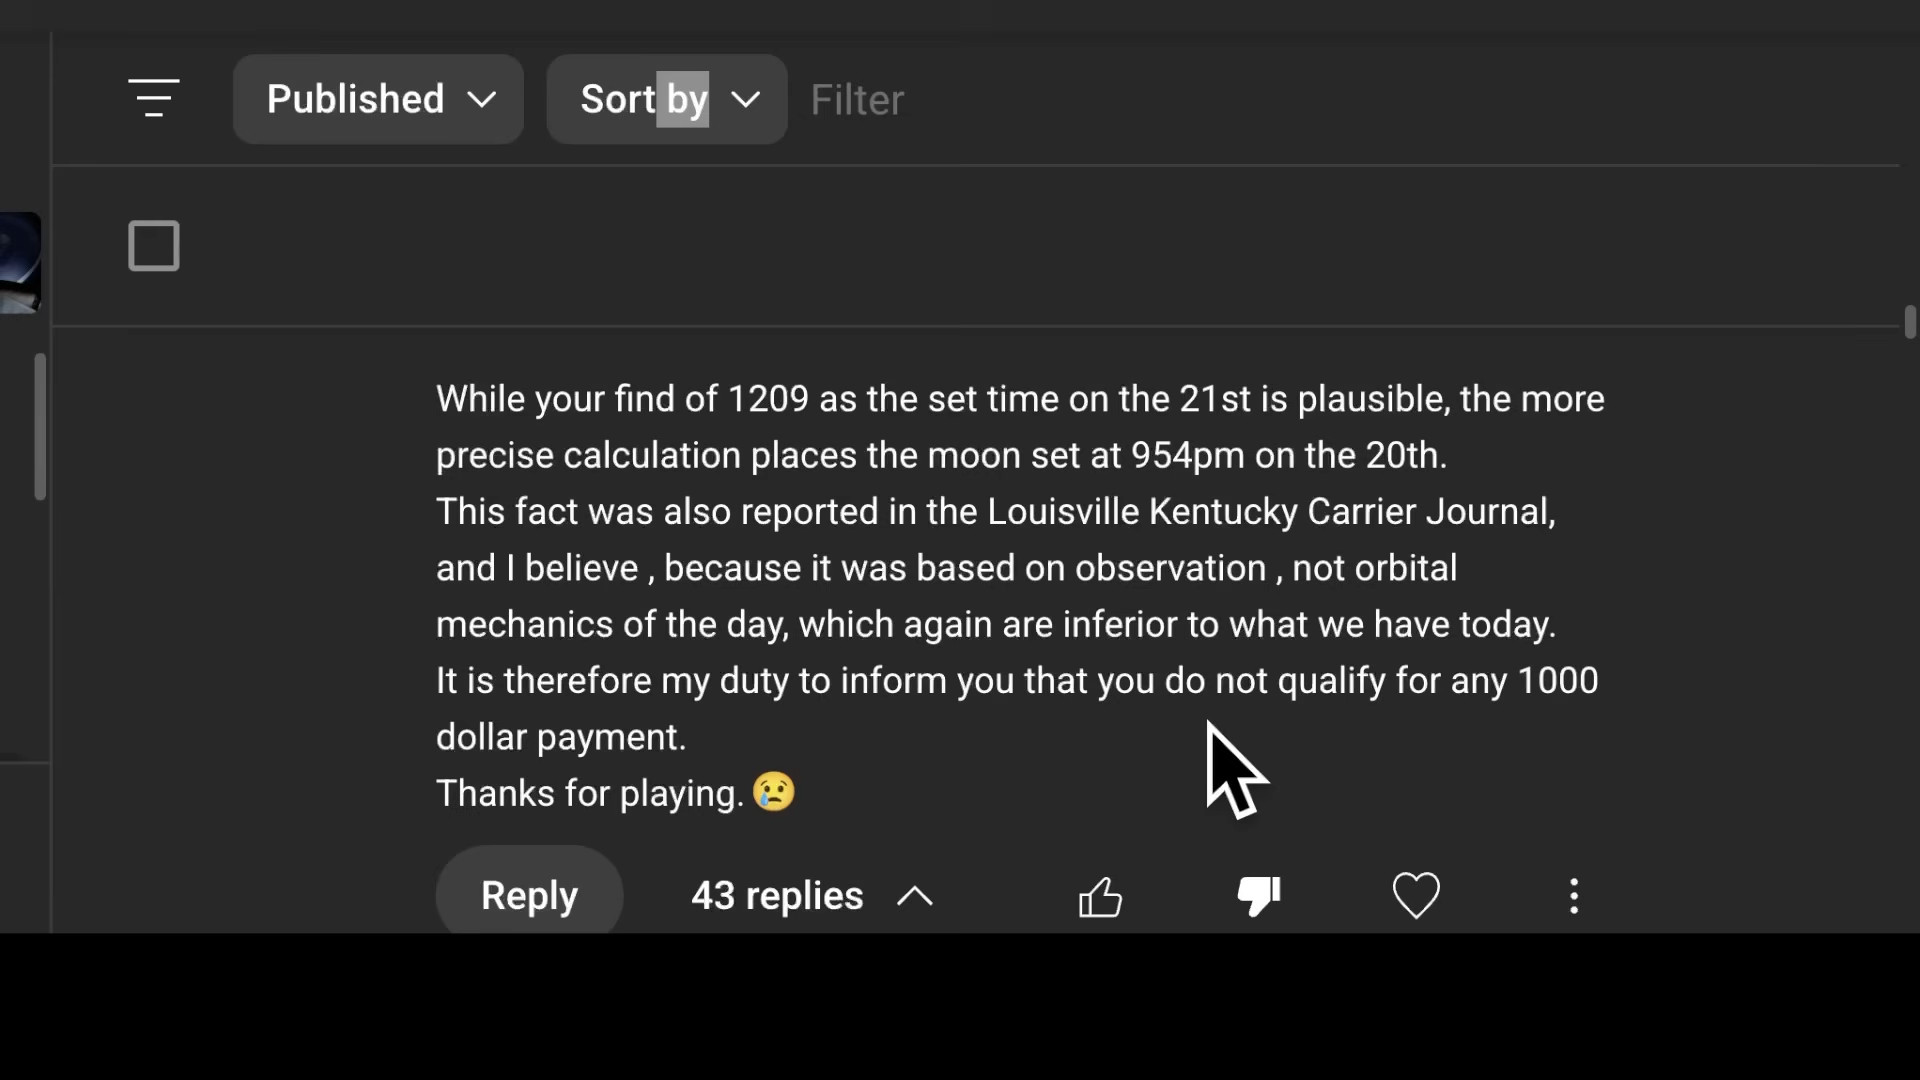 Published Sort by Filter
While your find of 1209 as the set time on the 21st is plausible, the more
precise calculation places the moon set at 954pm on the 20th.
This fact was also reported in the Louisville Kentucky Carrier Journal,
and I believe , because it was based on observation , not orbital
mechanics of the day, which again are inferior to what we have today.
It is therefore my duty to inform you that you do not qualify for any 1000
dollar payment.
Thanks for playing. 😢
Reply 43 replies